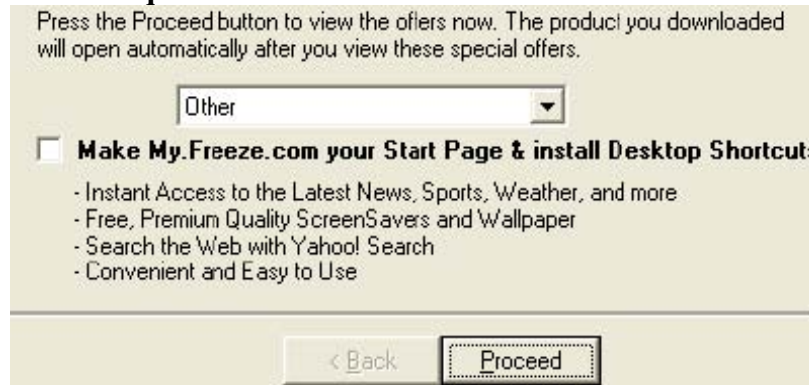 Press the Proceed button to view the offers now. The product you downloaded
will open automatically after you view these special offers.
Other
Make My.Freeze.com your Start Page & install Desktop Shortcut
- Instant Access to the Latest News, Sports, Weather, and more
- Free, Premium Quality ScreenSavers and Wallpaper
- Search the Web with Yahoo! Search
- Convenient and Easy to Use
< Back
Proceed